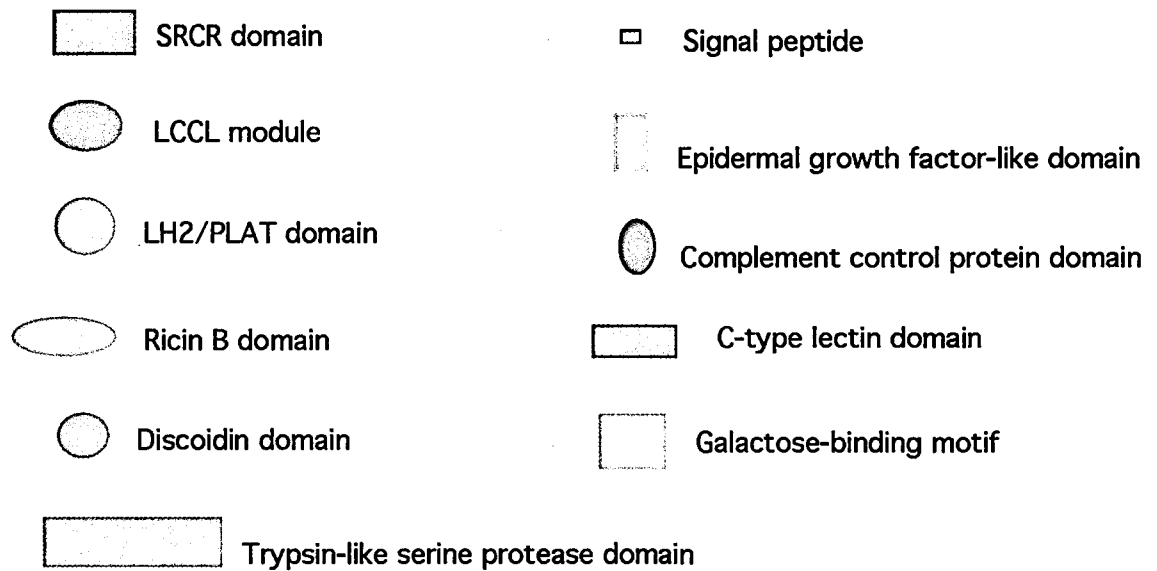 SRCR domain
Signal peptide
LCCL module
Epidermal growth factor-like domain
LH2/PLAT domain
Complement control protein domain
Ricin B domain
C-type lectin domain
Discoidin domain
Galactose-binding motif
Trypsin-like serine protease domain